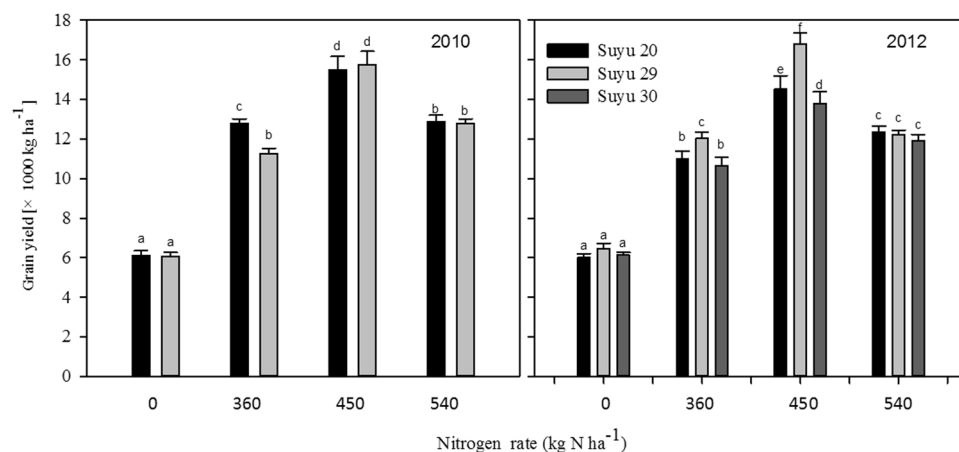 Grain yield [× 1000 kg ha⁻¹]
18
16
14
12
10
8
6
4
2
0
2010
a a
c b
d d
b b
0 360 450 540
2012
Suyu 20
Suyu 29
Suyu 30
a a a
b c b
e f d
c c c
0 360 450 540
Nitrogen rate (kg N ha⁻¹)